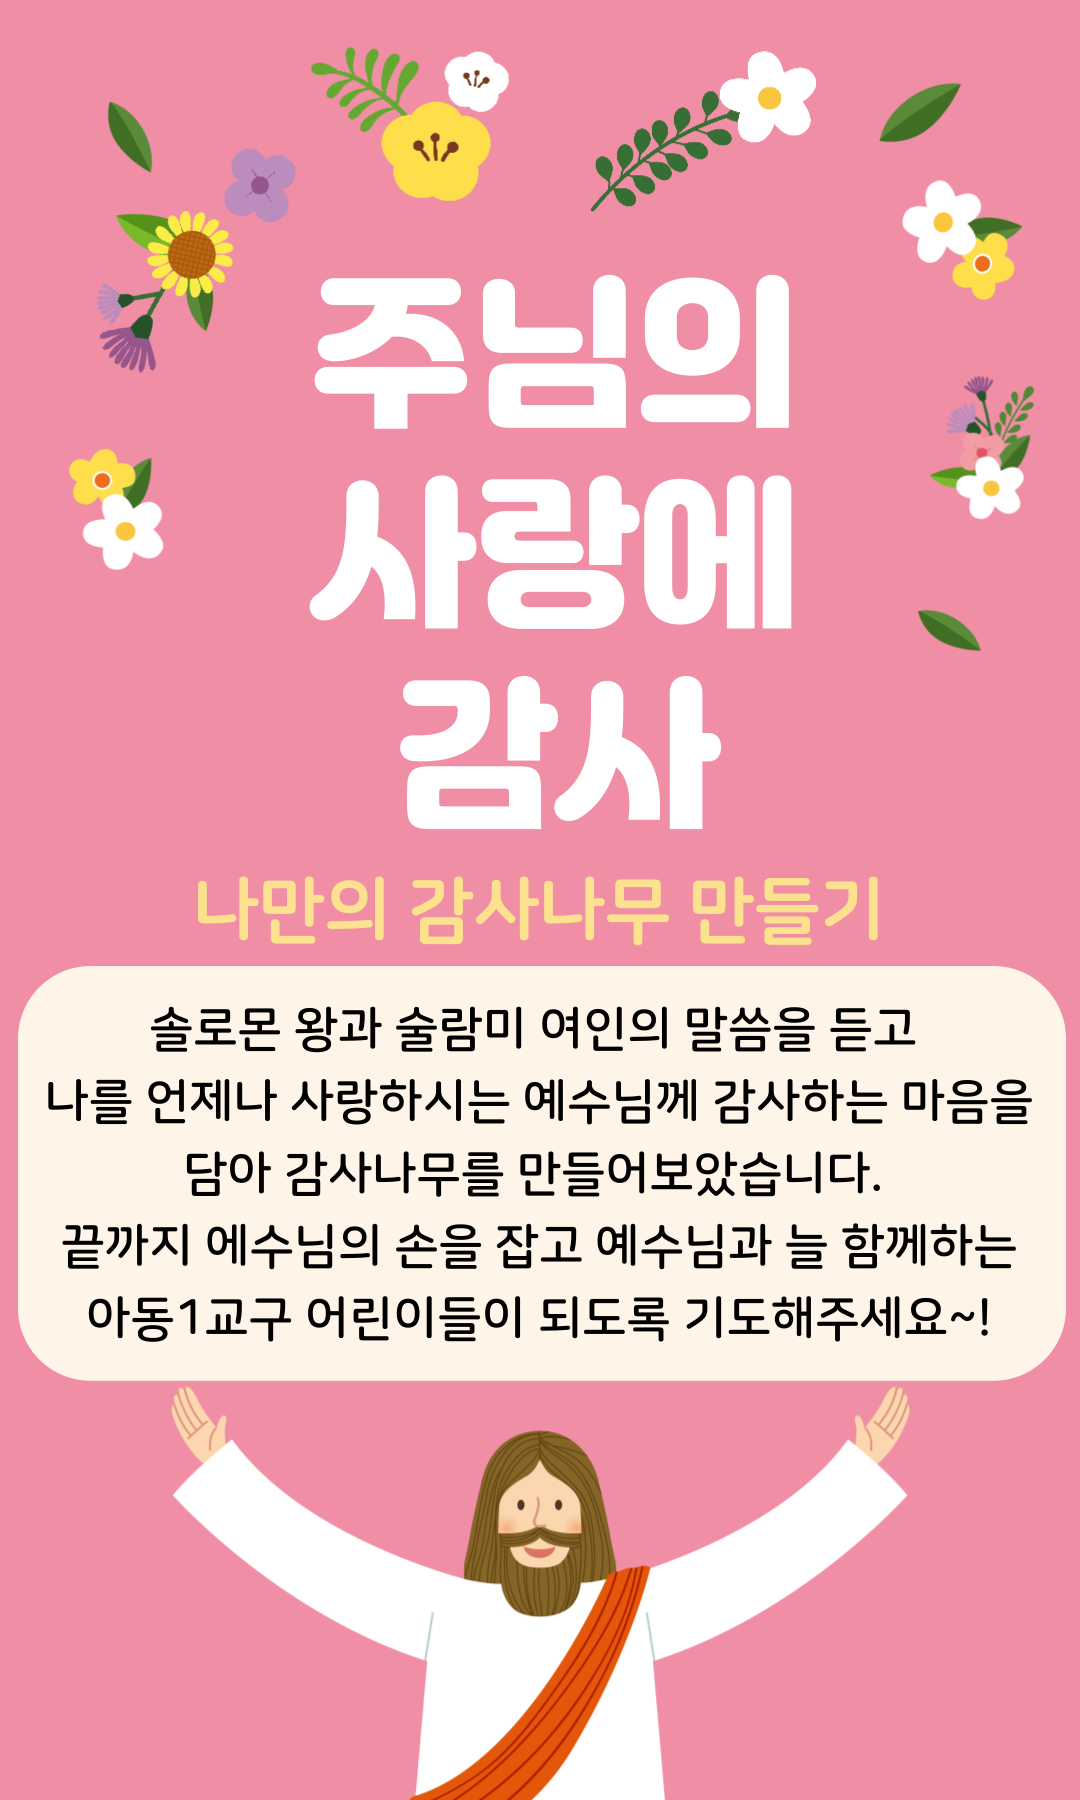 주님의
사랑에
감사
나만의 감사나무 만들기
솔로몬 왕과 술람미 여인의 말씀을 듣고
나를 언제나 사랑하시는 예수님께 감사하는 마음을
담아 감사나무를 만들어보았습니다.
끝까지 에수님의 손을 잡고 예수님과 늘 함께하는
아동1교구 어린이들이 되도록 기도해주세요~!